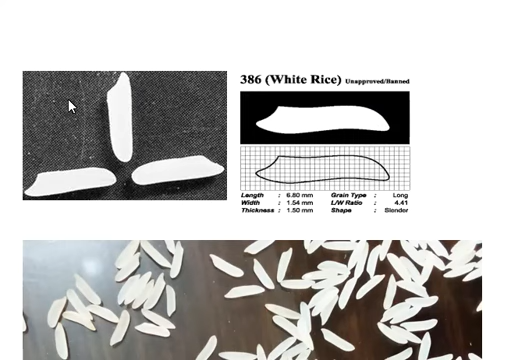 386 (White Rice) Unapproved/Banned
Length : 6.80 mm Grain Type : Long
Width : 1.54 mm L/W Ratio : 4.41
Thickness : 1.50 mm Shape : Slender